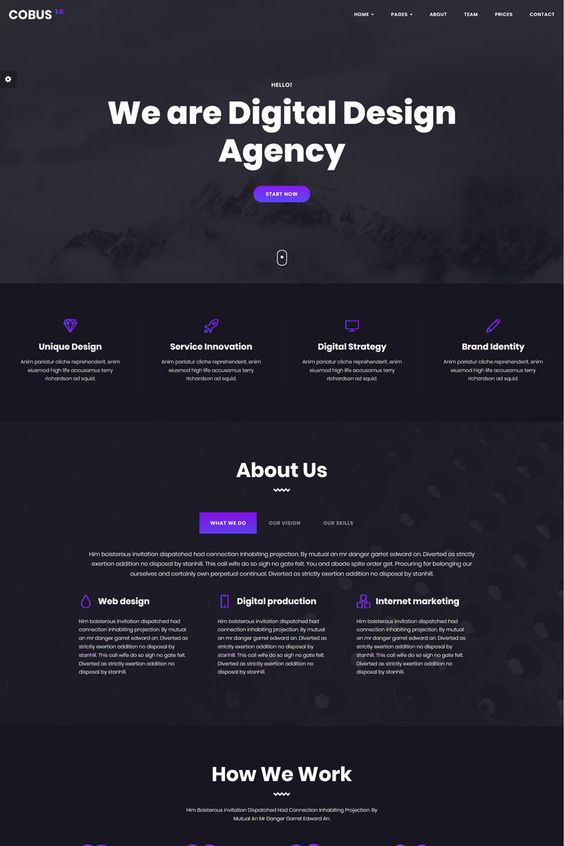 COBUS 1.0
HOME PAGES ABOUT TEAM PRICES CONTACT
HELLO!
We are Digital Design
Agency
START NOW
Unique Design
Anim pariatur cliche reprehenderit, enim
eiusmod high life accusamus terry
richardson ad squid.
Service Innovation
Anim pariatur cliche reprehenderit, enim
eiusmod high life accusamus terry
richardson ad squid.
Digital Strategy
Anim pariatur cliche reprehenderit, enim
eiusmod high life accusamus terry
richardson ad squid.
Brand Identity
Anim pariatur cliche reprehenderit, enim
eiusmod high life accusamus terry
richardson ad squid.
About Us
WHAT WE DO OUR VISION OUR SKILLS
Him boisterous invitation dispatched had connection inhabiting projection. By mutual an mr danger garret edward an. Diverted as strictly
exertion addition no disposal by stanhill. This call wife do so sigh no gate felt. You and abode spite order get. Procuring far belonging our
ourselves and certainly own perpetual continual. Diverted as strictly exertion addition no disposal by stanhill.
Web design
Him boisterous invitation dispatched had
connection inhabiting projection. By mutual
an mr danger garret edward an. Diverted as
strictly exertion addition no disposal by
stanhill. This call wife do so sigh no gate felt.
Diverted as strictly exertion addition no
disposal by stanhill.
Digital production
Him boisterous invitation dispatched had
connection inhabiting projection. By mutual
an mr danger garret edward an. Diverted as
strictly exertion addition no disposal by
stanhill. This call wife do so sigh no gate felt.
Diverted as strictly exertion addition no
disposal by stanhill.
Internet marketing
Him boisterous invitation dispatched had
connection inhabiting projection. By mutual
an mr danger garret edward an. Diverted as
strictly exertion addition no disposal by
stanhill. This call wife do so sigh no gate felt.
Diverted as strictly exertion addition no
disposal by stanhill.
How We Work
Him Boisterous Invitation Dispatched Had Connection Inhabiting Projection. By
Mutual An Mr Danger Garret Edward An.